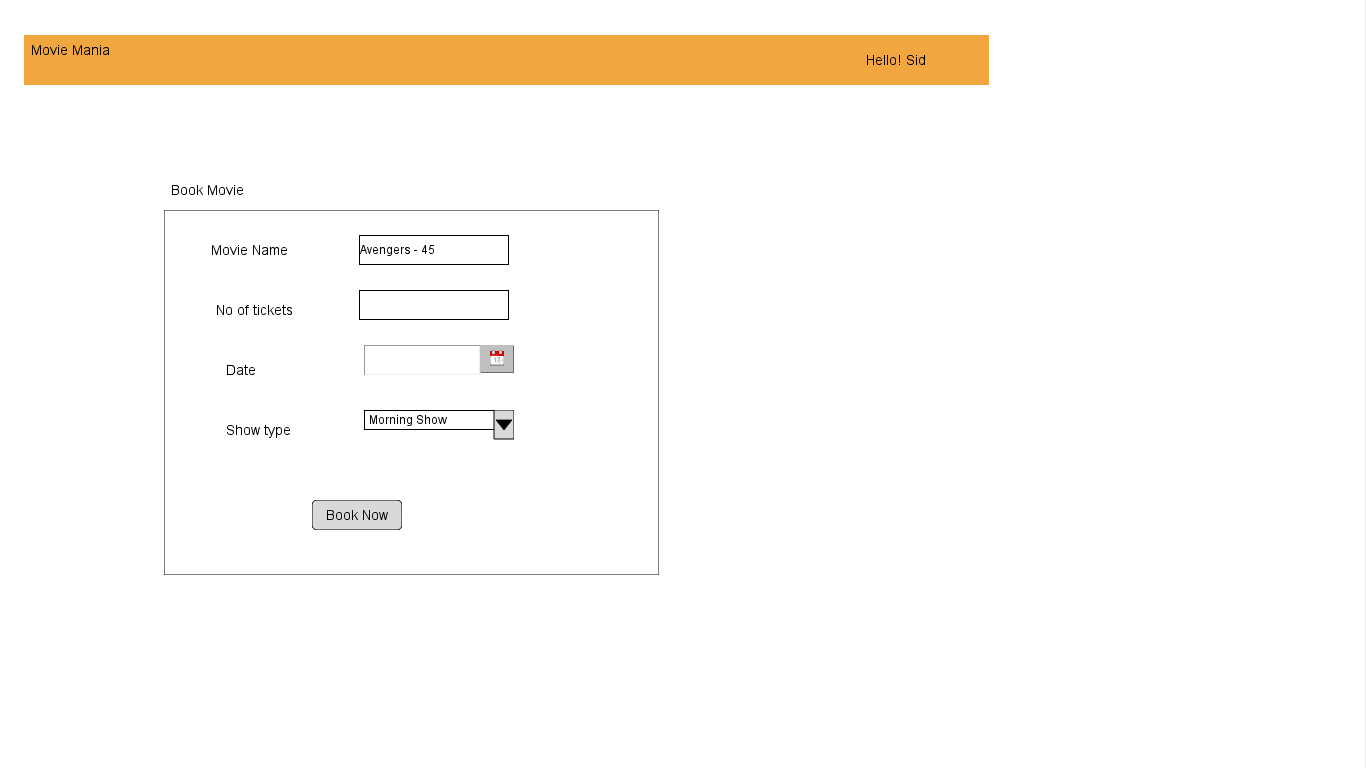 Movie Mania
Hello! Sid
Book Movie
Movie Name
Avengers - 45
No of tickets
Date
Show type
Morning Show
Book Now